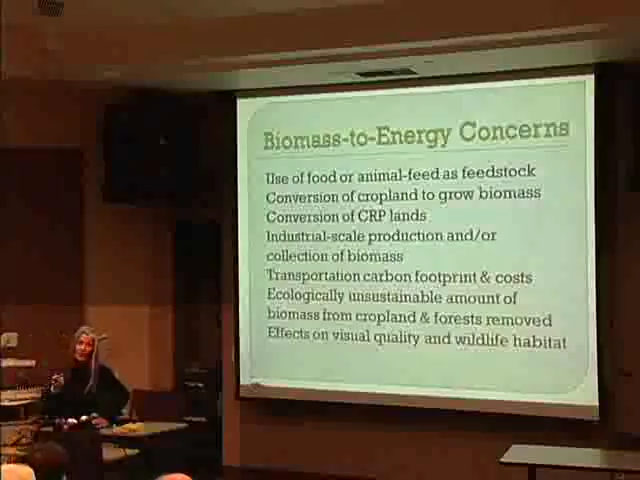 Biomass-to-Energy Concerns
Use of food or animal-feed as feedstock
Conversion of cropland to grow biomass
Conversion of CRP lands
Industrial-scale production and/or
collection of biomass
Transportation carbon footprint & costs
Ecologically unsustainable amount of
biomass from cropland & forests removed
Effects on visual quality and wildlife habitat